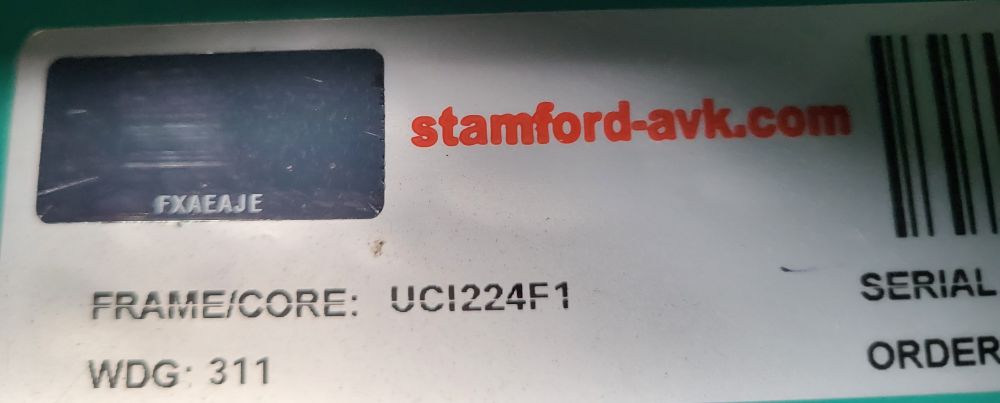 stamford-avk.com
FXAEAJE
FRAME/CORE: UCI224F1
SERIAL
WDG: 311
ORDER